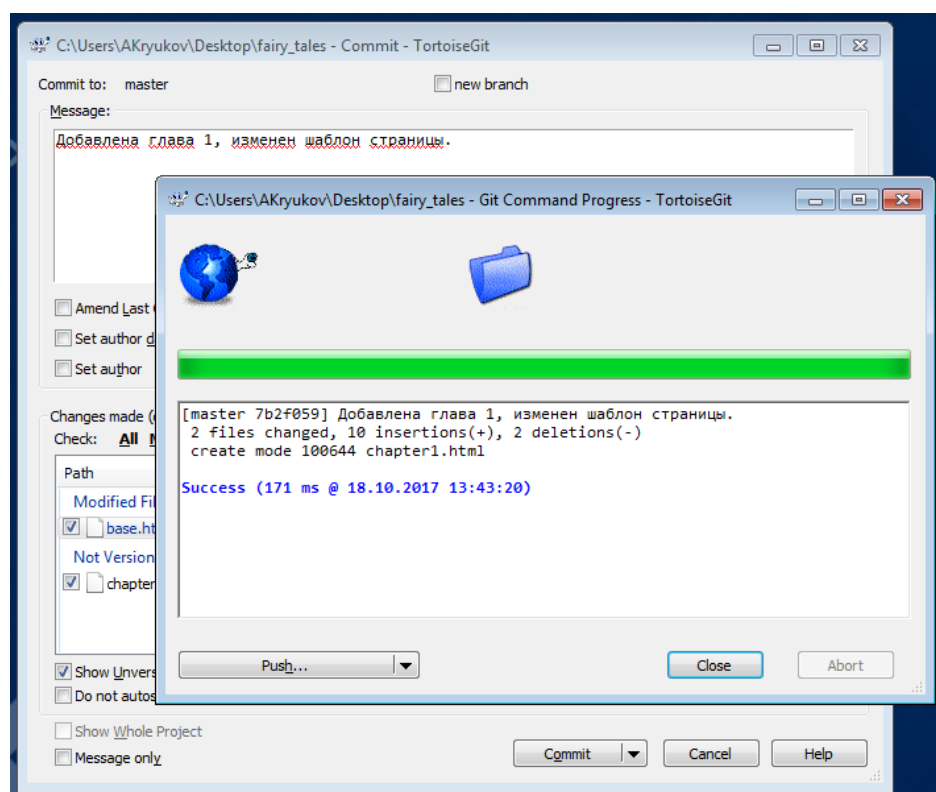 C:\Users\AKryukov\Desktop\fairy_tales - Commit - TortoiseGit
Commit to: master
new branch
Message:
Добавлена глава 1, изменен шаблон страницы.
C:\Users\AKryukov\Desktop\fairy_tales - Git Command Progress - TortoiseGit
Amend Last
Set author d
Set author
[master 7b2f059] Добавлена глава 1, изменен шаблон страницы.
2 files changed, 10 insertions(+), 2 deletions(-)
create mode 100644 chapter1.html
Success (171 ms @ 18.10.2017 13:43:20)
Changes made (
Check: All
Path
Modified Fil
base.ht
Not Version
chapter
Push...
Close
Abort
Show Unvers
Do not autos
Show Whole Project
Message only
Commit
Cancel
Help